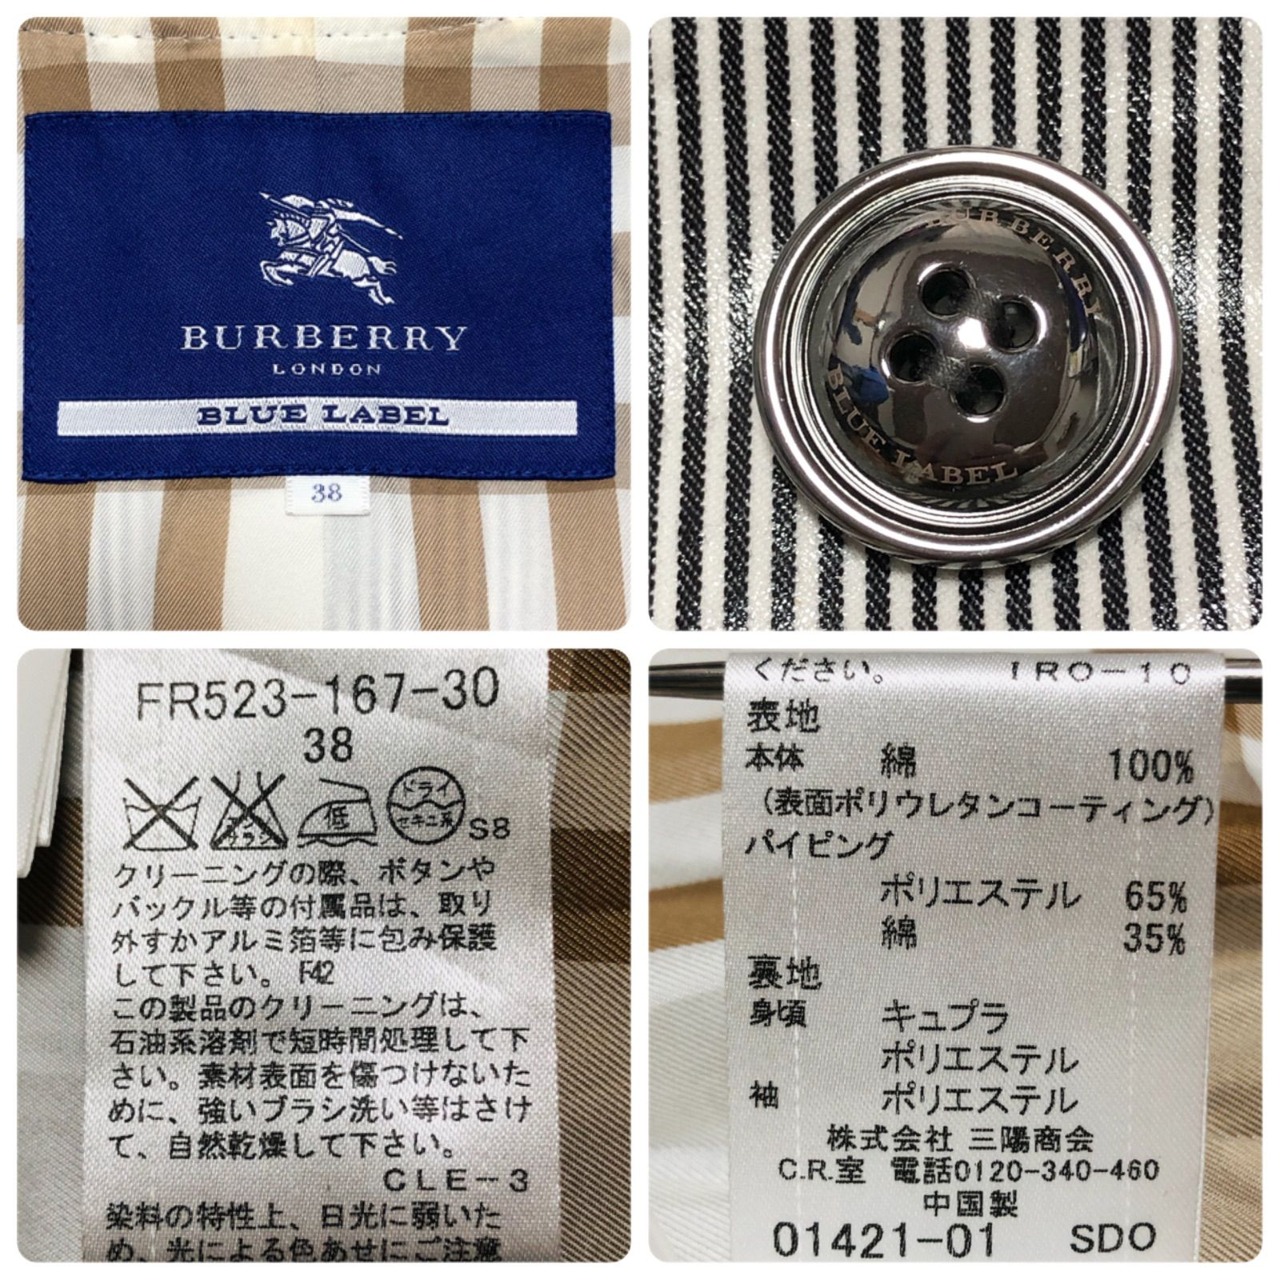 BURBERRY
LONDON
BLUE LABEL
38
BURBERRY
BLUE LABEL
FR523-167-30
38
低
ドライ
セキユ系
S8
クリーニングの際、ボタンや
バックル等の付属品は、取り
外すかアルミ箔等に包み保護
して下さい。 F42
この製品のクリーニングは、
石油系溶剤で短時間処理して下
さい。素材表面を傷つけないた
めに、強いブラシ洗い等はさけ
て、自然乾燥して下さい。
CLE-3
染料の特性上、日光に弱いた
め、光による色あせにご注意
ください。 IRO-10
表地
本体 綿 100%
(表面ポリウレタンコーティング)
パイピング
ポリエステル 65%
綿 35%
裏地
身頃 キュプラ
ポリエステル
袖 ポリエステル
株式会社 三陽商会
C.R.室 電話0120-340-460
中国製
01421-01 SDO